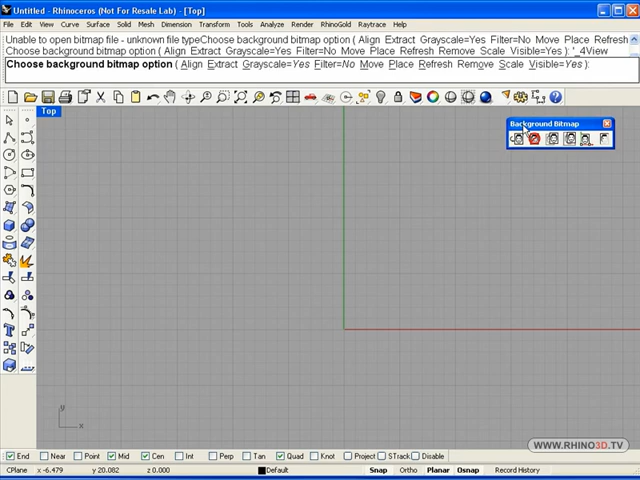 Untitled - Rhinoceros (Not For Resale Lab) - [Top]
File Edit View Curve Surface Solid Mesh Dimension Transform Tools Analyze Render RhinoGold Raytrace Help
Unable to open bitmap file - unknown file typeChoose background bitmap option ( Align Extract Grayscale=Yes Filter=No Move Place Refresh
Choose background bitmap option ( Align Extract Grayscale=Yes Filter=No Move Place Refresh Remove Scale Visible=Yes ): '_4View
Choose background bitmap option ( Align Extract Grayscale=Yes Filter=No Move Place Refresh Remove Scale Visible=Yes ):
Top
Background Bitmap
y
x
WWW.RHINO3D.TV
End Near Point Mid Cen Int Perp Tan Quad Knot Project STrack Disable
CPlane x -6.479 y 20.082 z 0.000 Default Snap Ortho Planar Osnap Record History